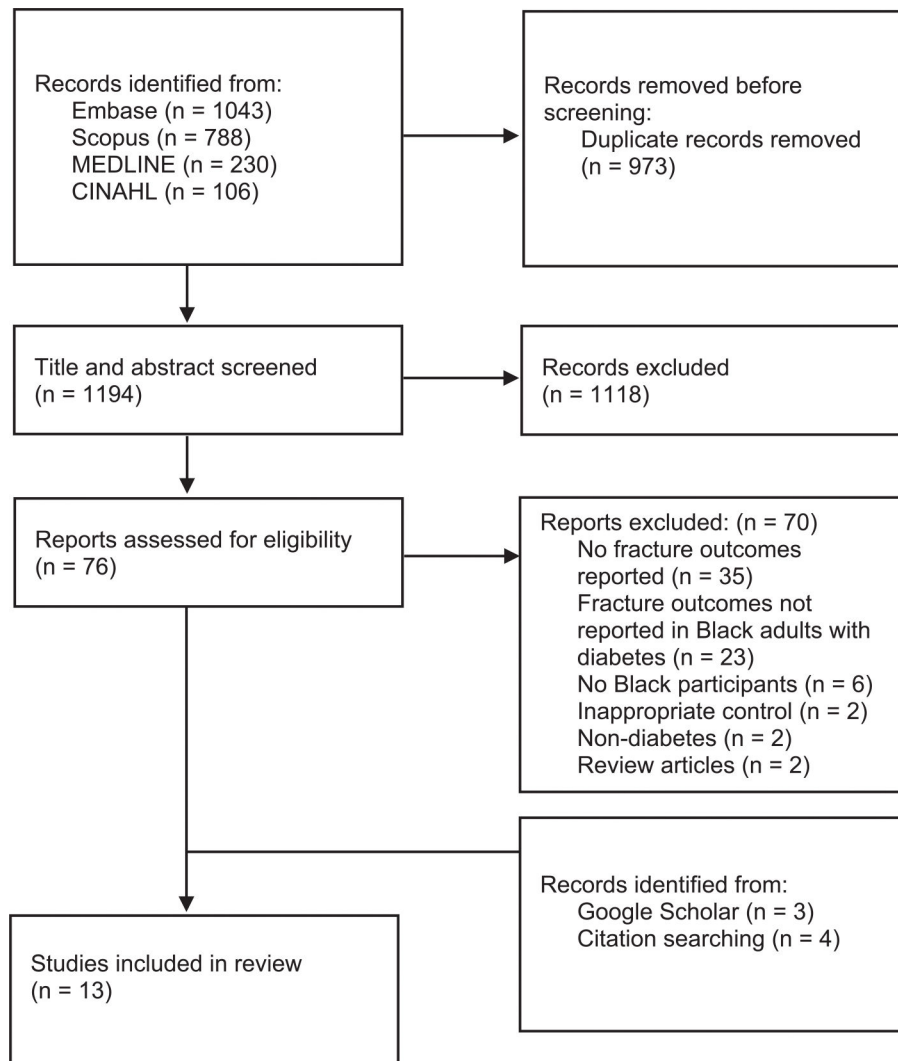 Records identified from:
Embase (n = 1043)
Scopus (n = 788)
MEDLINE (n = 230)
CINAHL (n = 106)
Records removed before
screening:
Duplicate records removed
(n = 973)
Title and abstract screened
(n = 1194)
Records excluded
(n = 1118)
Reports assessed for eligibility
(n = 76)
Reports excluded: (n = 70)
No fracture outcomes
reported (n = 35)
Fracture outcomes not
reported in Black adults with
diabetes (n = 23)
No Black participants (n = 6)
Inappropriate control (n = 2)
Non-diabetes (n = 2)
Review articles (n = 2)
Records identified from:
Google Scholar (n = 3)
Citation searching (n = 4)
Studies included in review
(n = 13)